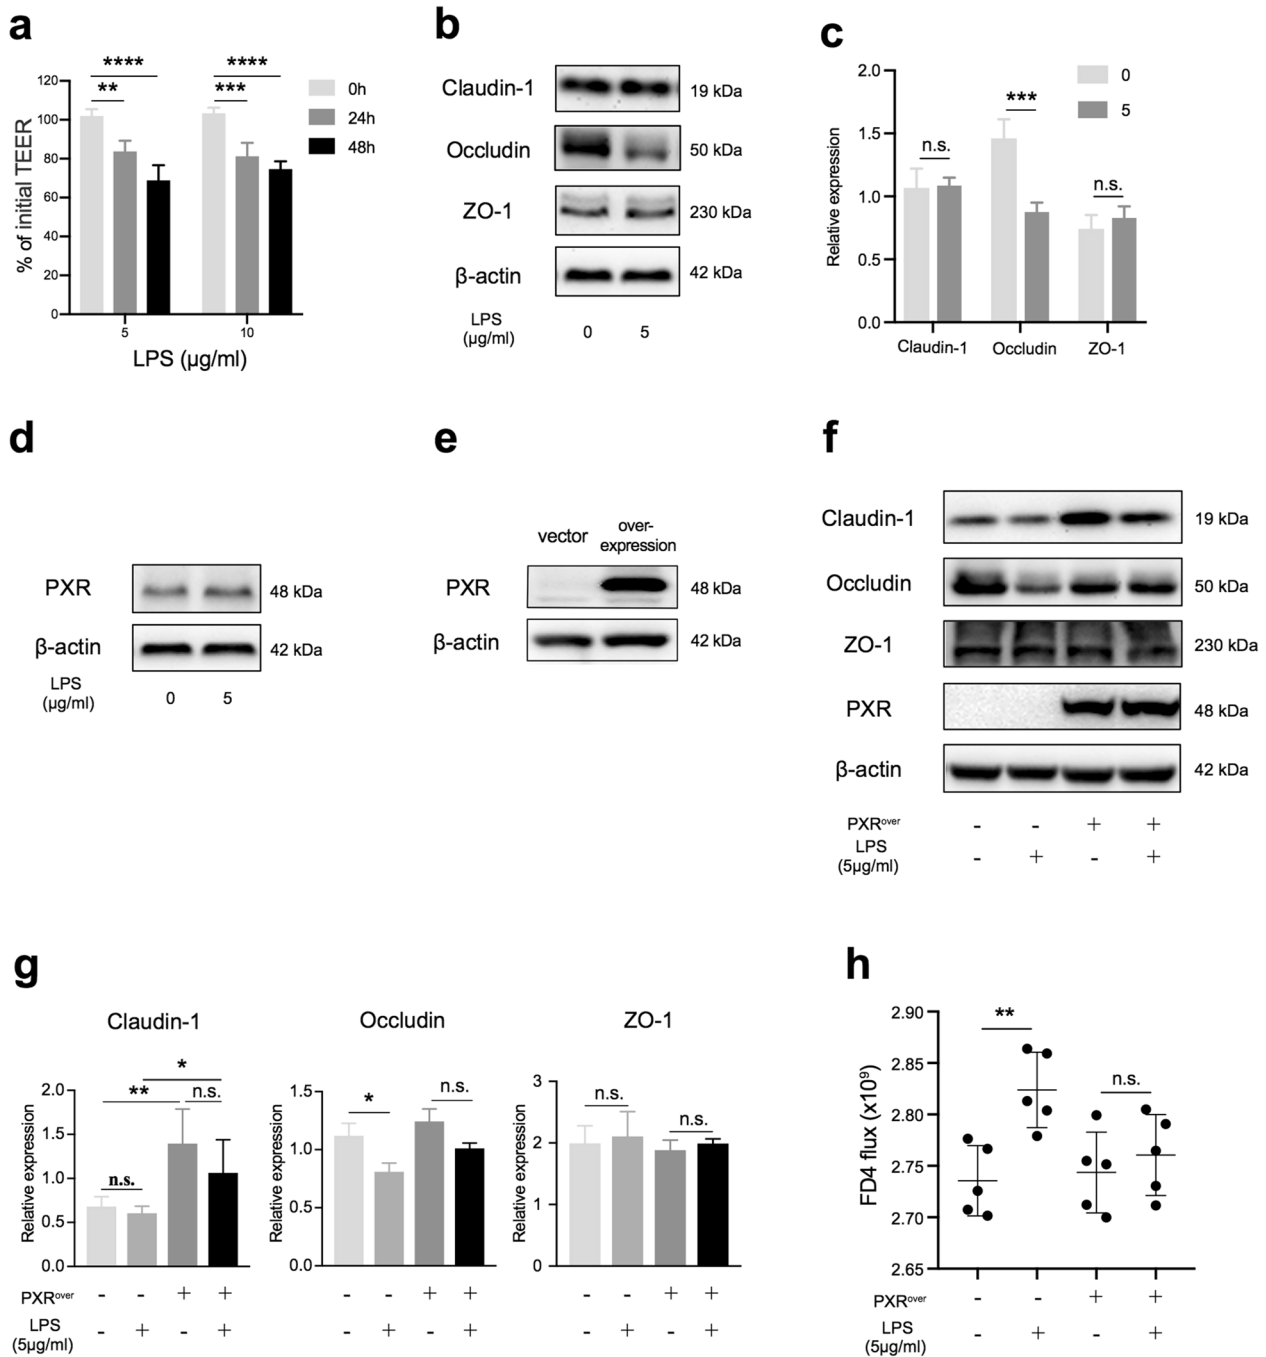 a
**** ****
** ***
% of initial TEER
120
100
80
60
40
20
0
5 10
LPS (µg/ml)
0h
24h
48h
b
Claudin-1 19 kDa
Occludin 50 kDa
ZO-1 230 kDa
β-actin 42 kDa
LPS
(µg/ml) 0 5
c
Relative expression
2.0
1.5
1.0
0.5
0.0
n.s. *** n.s.
0
5
Claudin-1 Occludin ZO-1
d
PXR 48 kDa
β-actin 42 kDa
LPS
(µg/ml) 0 5
e
vector over-
expression
PXR 48 kDa
β-actin 42 kDa
f
Claudin-1 19 kDa
Occludin 50 kDa
ZO-1 230 kDa
PXR 48 kDa
β-actin 42 kDa
PXRover - - + +
LPS
(5µg/ml) - + - +
g
Claudin-1
Relative expression
2.0
1.5
1.0
0.5
0.0
*
** n.s.
n.s.
Occludin
Relative expression
1.5
1.0
0.5
0.0
* n.s.
ZO-1
Relative expression
3
2
1
0
n.s. n.s.
PXRover - - + + - - + + - - + +
LPS
(5µg/ml) - + - + - + - + - + - +
h
FD4 flux (x10⁹)
2.90
2.85
2.80
2.75
2.70
2.65
** n.s.
PXRover - - + +
LPS
(5µg/ml) - + - +